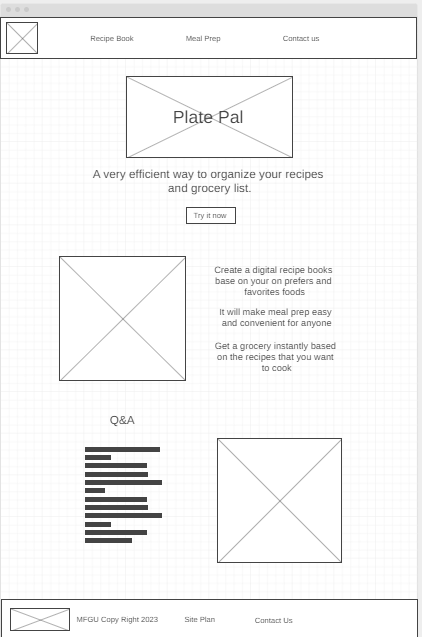 Recipe Book Meal Prep Contact us
Plate Pal
A very efficient way to organize your recipes
and grocery list.
Try it now
Create a digital recipe books
base on your on prefers and
favorites foods
It will make meal prep easy
and convenient for anyone
Get a grocery instantly based
on the recipes that you want
to cook
Q&A
MFGU Copy Right 2023 Site Plan Contact Us